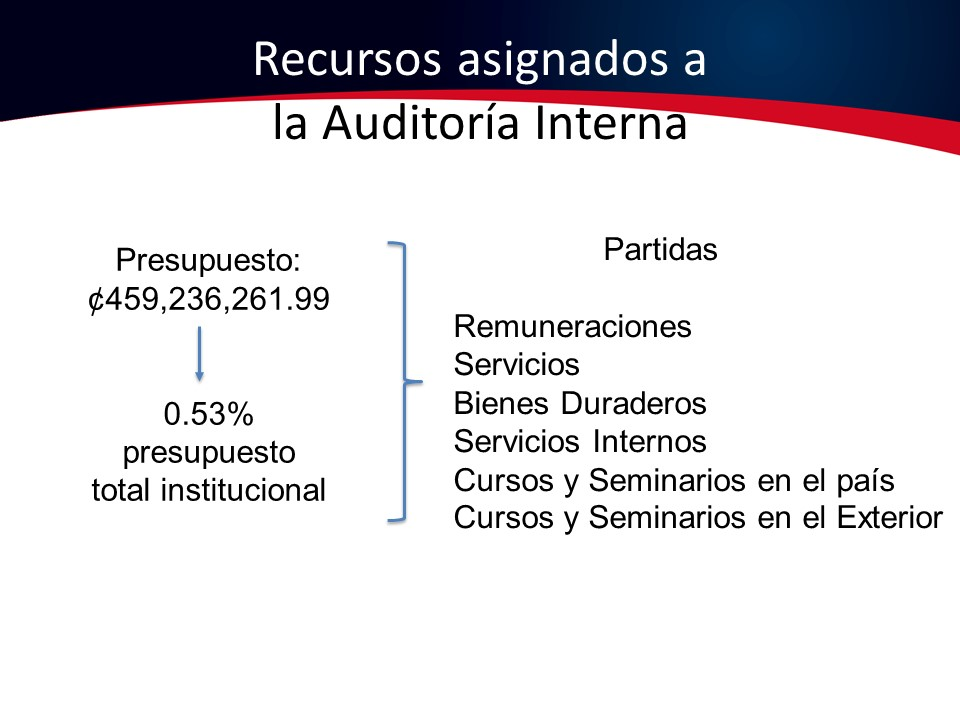 Recursos asignados a
la Auditoría Interna
Presupuesto:
¢459,236,261.99
0.53%
presupuesto
total institucional
Partidas
Remuneraciones
Servicios
Bienes Duraderos
Servicios Internos
Cursos y Seminarios en el país
Cursos y Seminarios en el Exterior